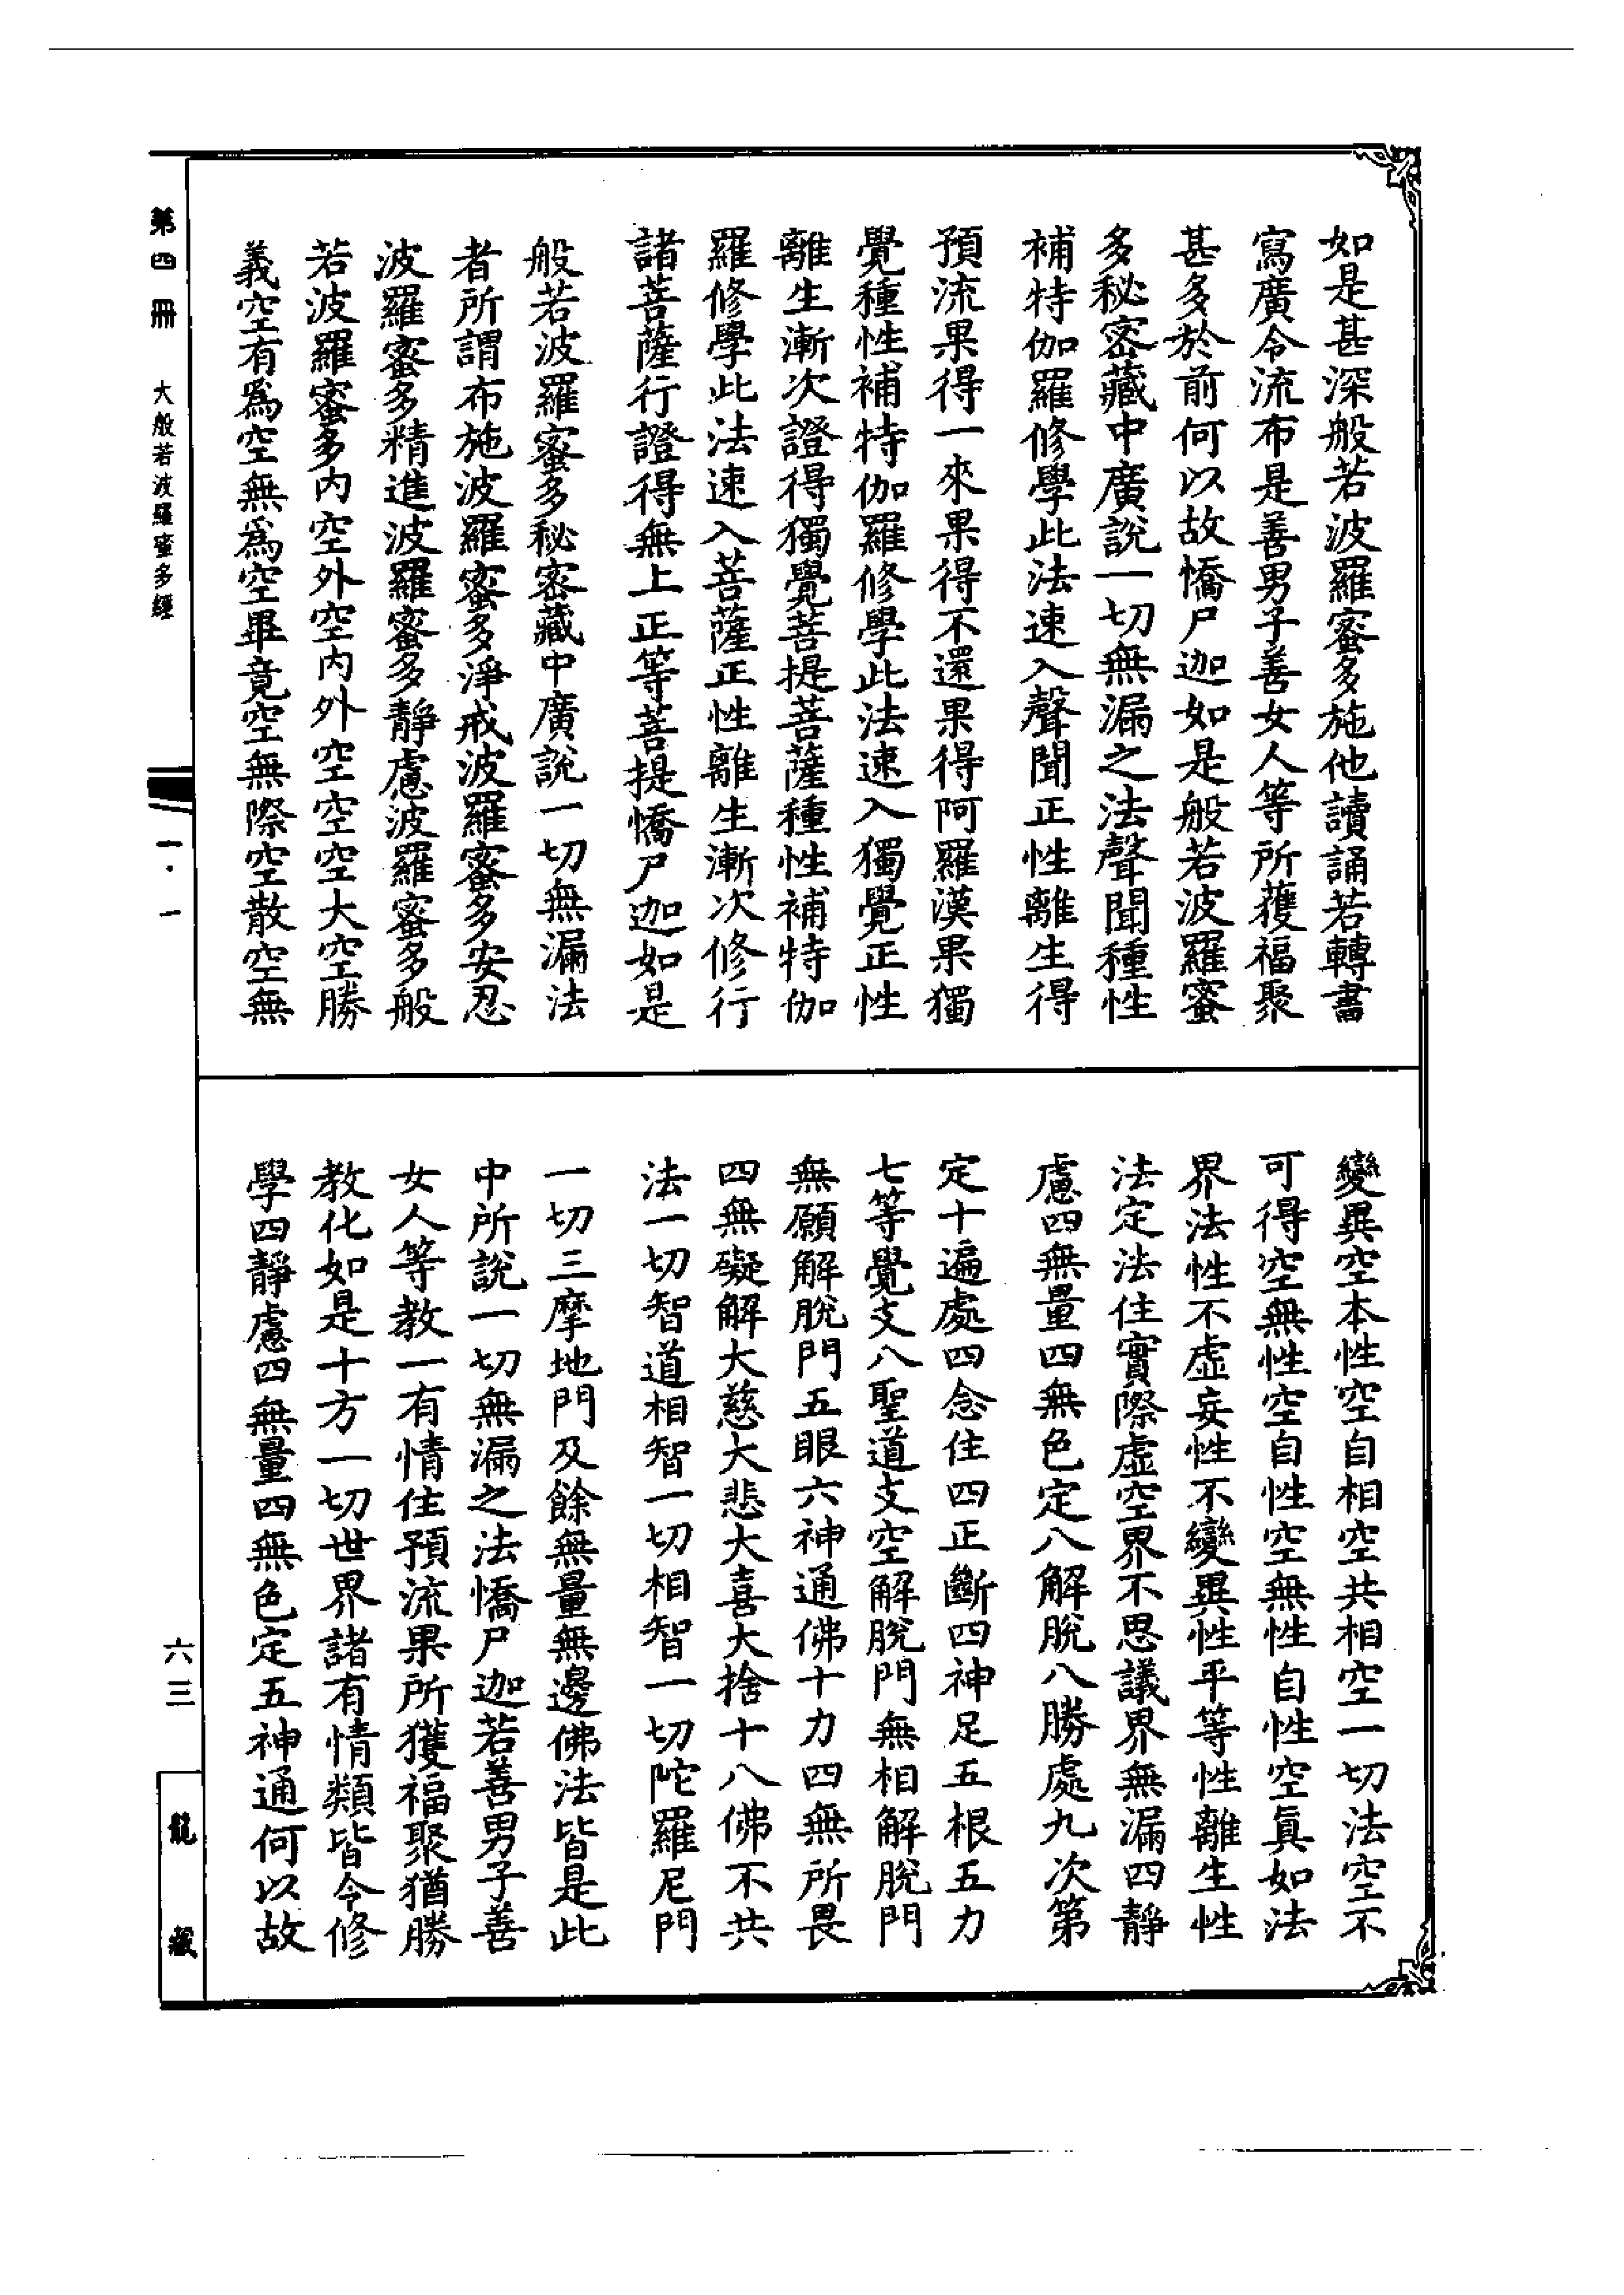 如是甚深般若波羅蜜多施他讀誦若轉書
寫廣令流布是善男子善女人等所獲福聚
甚多於前何以故憍尸迦如是般若波羅蜜
多秘密藏中廣說一切無漏之法聲聞種性
補特伽羅修學此法速入聲聞正性離生得
預流果得一來果得不還果得阿羅漢果獨
覺種性補特伽羅修學此法速入獨覺正性
離生漸次證得獨覺菩提菩薩種性補特伽
羅修學此法速入菩薩正性離生漸次修行
諸菩薩行證得無上正等菩提憍尸迦如是
般若波羅蜜多秘密藏中廣說一切無漏法
者所謂布施波羅蜜多淨戒波羅蜜多安忍
波羅蜜多精進波羅蜜多靜慮波羅蜜多般
若波羅蜜多內空外空內外空空空大空勝
義空有爲空無爲空畢竟空無際空散空無
變異空本性空自相空共相空一切法空不
可得空無性空自性空無性自性空眞如法
界法性不虛妄性不變異性平等性離生性
法定法住實際虛空界不思議界無漏四靜
慮四無量四無色定八解脫八勝處九次第
定十遍處四念住四正斷四神足五根五力
七等覺支八聖道支空解脫門無相解脫門
無願解脫門五眼六神通佛十力四無所畏
四無礙解大慈大悲大喜大捨十八佛不共
法一切智道相智一切相智一切陀羅尼門
一切三摩地門及餘無量無邊佛法皆是此
中所說一切無漏之法憍尸迦若善男子善
女人等教一有情住預流果所獲福聚猶勝
教化如是十方一切世界諸有情類皆令修
學四靜慮四無量四無色定五神通何以故
第四冊 大般若波羅蜜多經
一·一
六三
龍藏